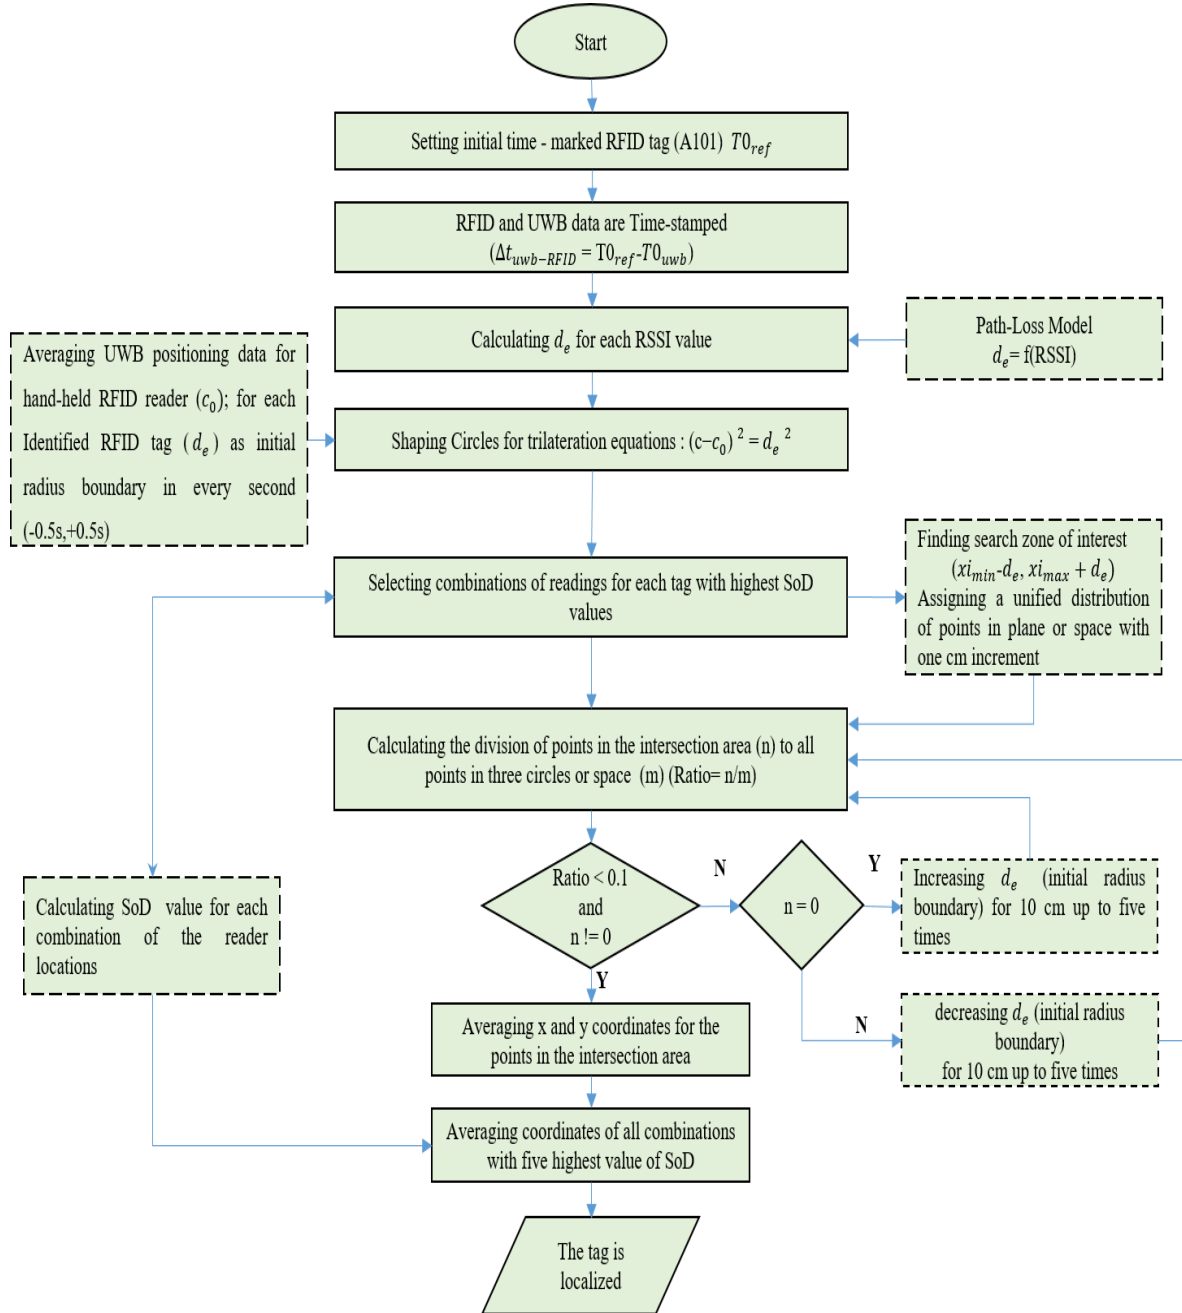 Start
Setting initial time - marked RFID tag (A101) T0ref
RFID and UWB data are Time-stamped
(Δtuwb−RFID = T0ref-T0uwb)
Calculating de for each RSSI value
Path-Loss Model
de= f(RSSI)
Averaging UWB positioning data for
hand-held RFID reader (c0); for each
Identified RFID tag (de) as initial
radius boundary in every second
(-0.5s,+0.5s)
Shaping Circles for trilateration equations : (c−c0) 2 = de 2
Selecting combinations of readings for each tag with highest SoD
values
Finding search zone of interest
(ximin-de, ximax + de)
Assigning a unified distribution
of points in plane or space with
one cm increment
Calculating the division of points in the intersection area (n) to all
points in three circles or space (m) (Ratio= n/m)
Ratio < 0.1
and
n != 0
N
n = 0
Y
Increasing de (initial radius
boundary) for 10 cm up to five
times
Calculating SoD value for each
combination of the reader
locations
Y
N
decreasing de (initial radius
boundary)
for 10 cm up to five times
Averaging x and y coordinates for the
points in the intersection area
Averaging coordinates of all combinations
with five highest value of SoD
The tag is
localized